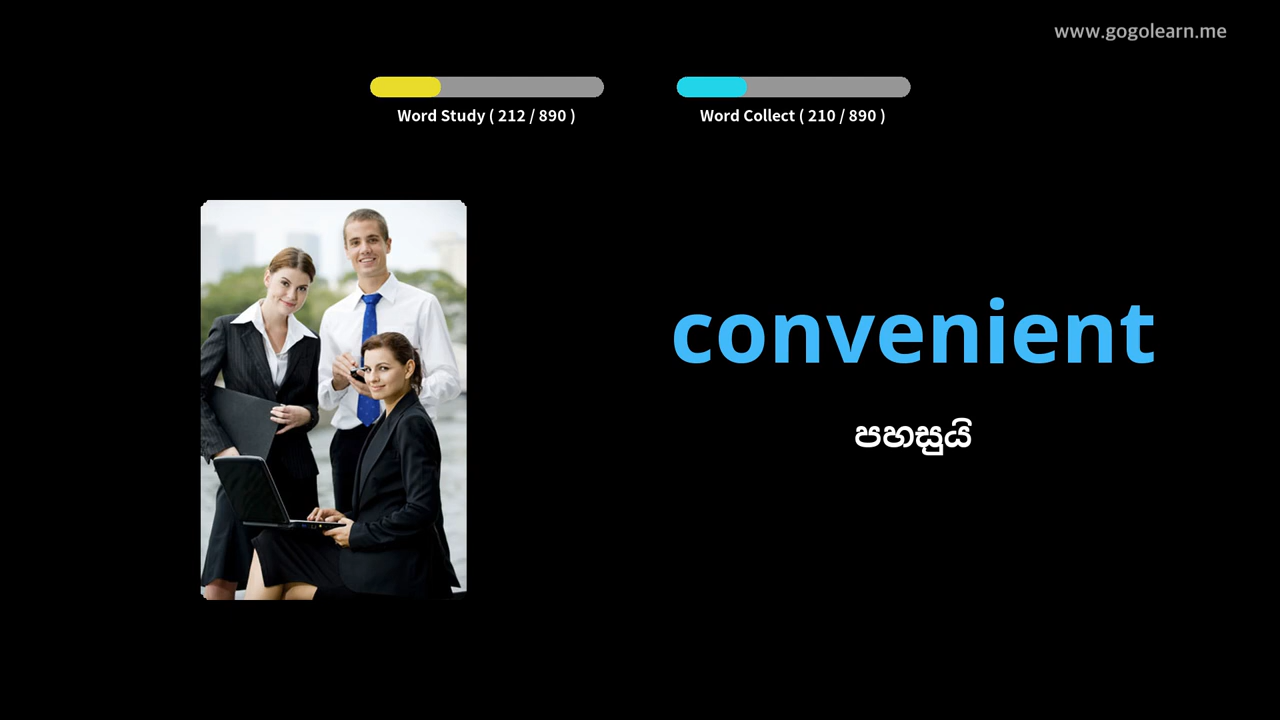 www.gogolearn.me
Word Study ( 212 / 890 )
Word Collect ( 210 / 890 )
convenient
පහසුයි